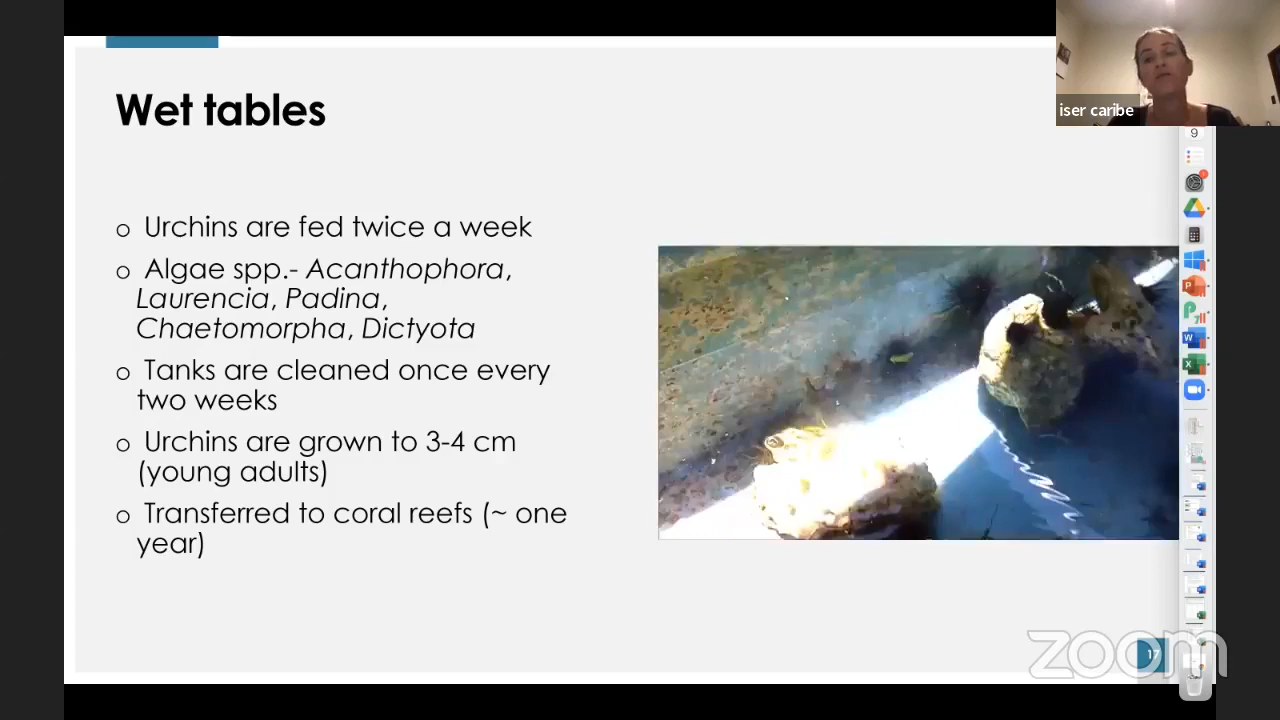 Wet tables
iser caribe
9
o Urchins are fed twice a week
o Algae spp.- Acanthophora,
Laurencia, Padina,
Chaetomorpha, Dictyota
o Tanks are cleaned once every
two weeks
o Urchins are grown to 3-4 cm
(young adults)
o Transferred to coral reefs (~ one
year)
17
zoom